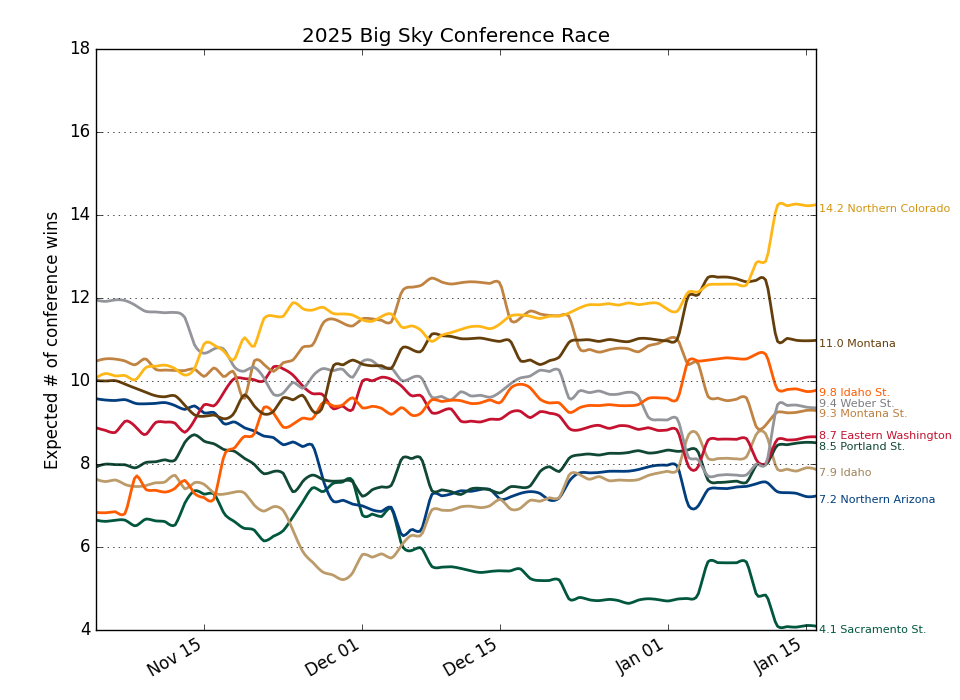 2025 Big Sky Conference Race
Expected # of conference wins
18
16
14
12
10
8
6
4
Nov 15
Dec 01
Dec 15
Jan 01
Jan 15
14.2 Northern Colorado
11.0 Montana
9.8 Idaho St.
9.4 Weber St.
9.3 Montana St.
8.7 Eastern Washington
8.5 Portland St.
7.9 Idaho
7.2 Northern Arizona
4.1 Sacramento St.